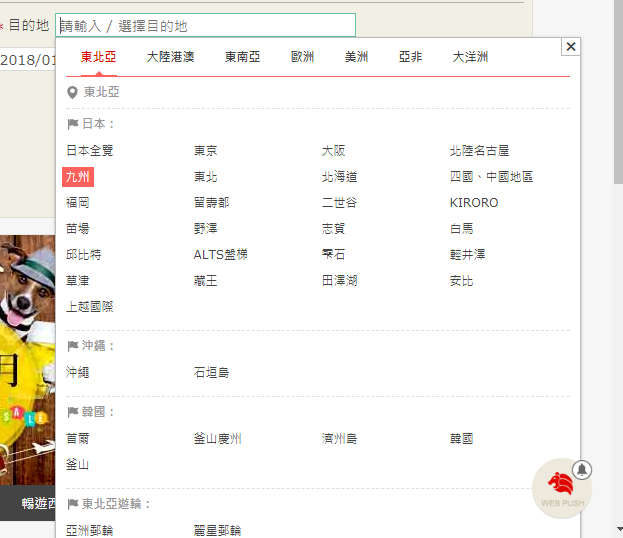 * 目的地 請輸入 / 選擇目的地
2018/01
東北亞 大陸港澳 東南亞 歐洲 美洲 亞非 大洋洲
東北亞
日本：
日本全覽 東京 大阪 北陸名古屋
九州 東北 北海道 四國、中國地區
福岡 留壽都 二世谷 KIRORO
苗場 野澤 志賀 白馬
邱比特 ALTS盤梯 雫石 輕井澤
草津 藏王 田澤湖 安比
上越國際
沖繩：
沖繩 石垣島
韓國：
首爾 釜山慶州 濟州島 韓國
釜山
東北亞遊輪：
亞洲郵輪 麗星郵輪
月
SALE
暢遊西
WEB PUSH